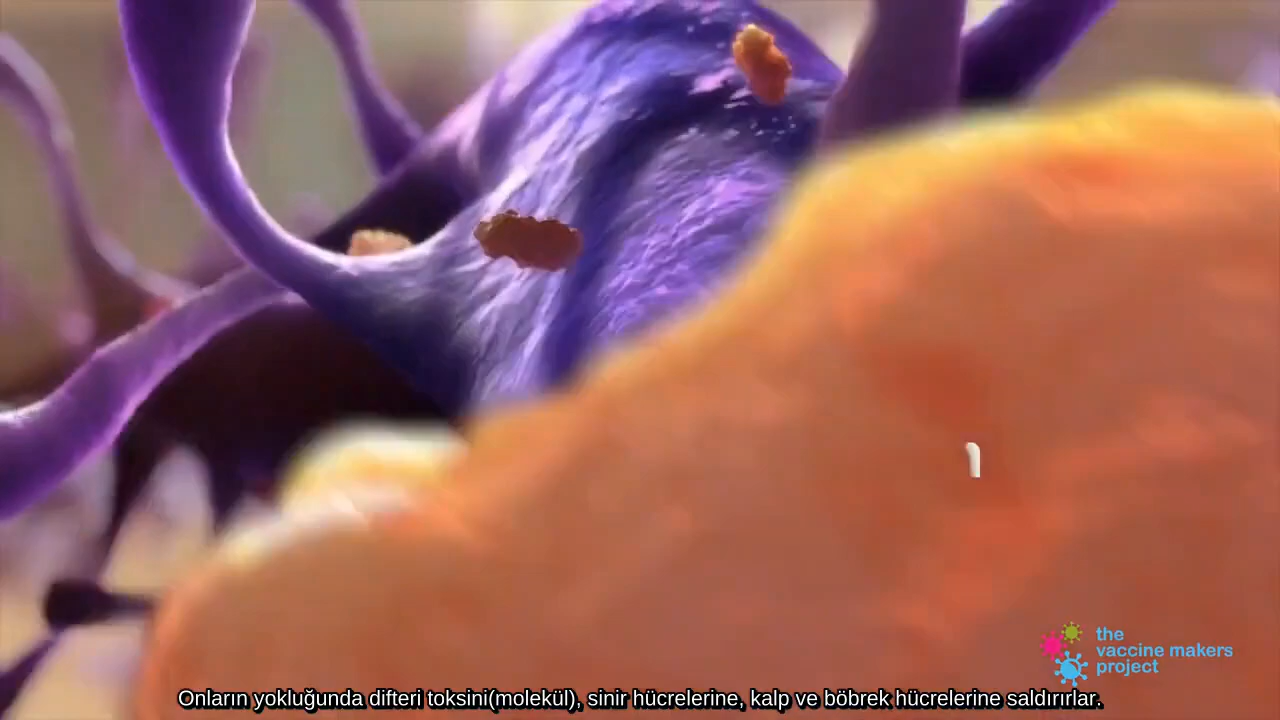 the
vaccine makers
project
Onların yokluğunda difteri toksini(molekül), sinir hücrelerine, kalp ve böbrek hücrelerine saldırırlar.